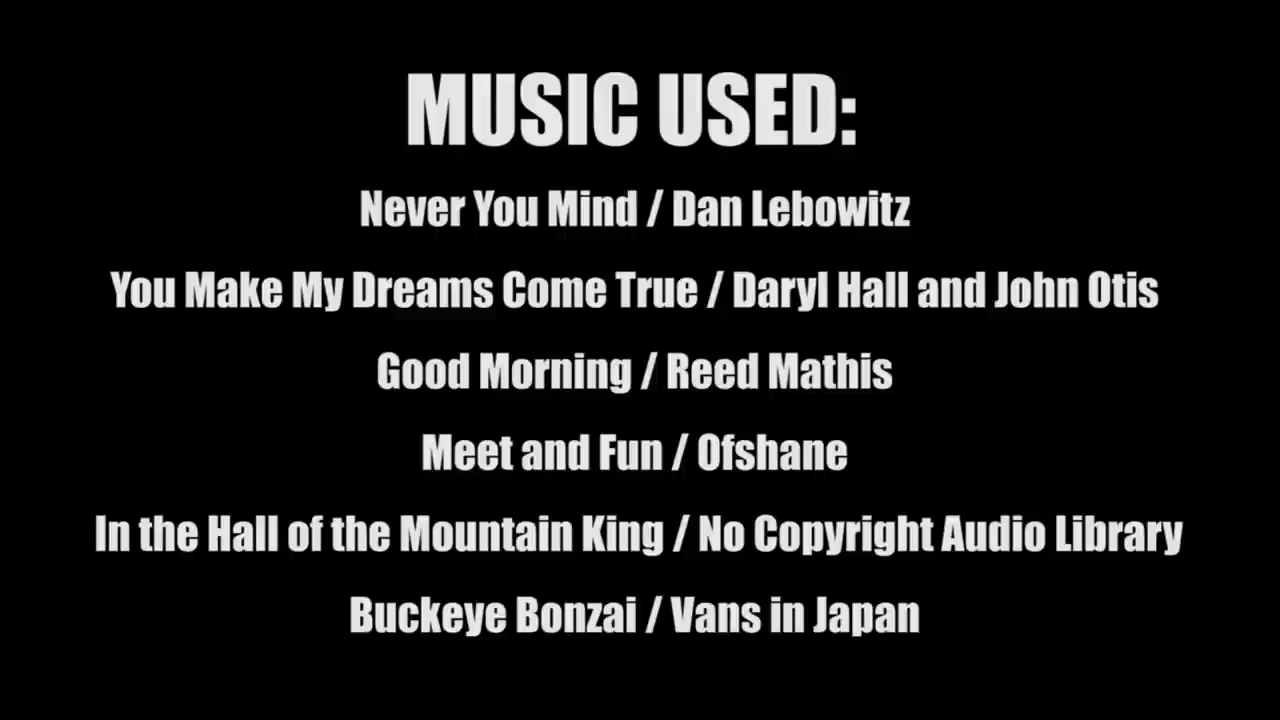 MUSIC USED:
Never You Mind / Dan Lebowitz
You Make My Dreams Come True / Daryl Hall and John Otis
Good Morning / Reed Mathis
Meet and Fun / Ofshane
In the Hall of the Mountain King / No Copyright Audio Library
Buckeye Bonzai / Vans in Japan